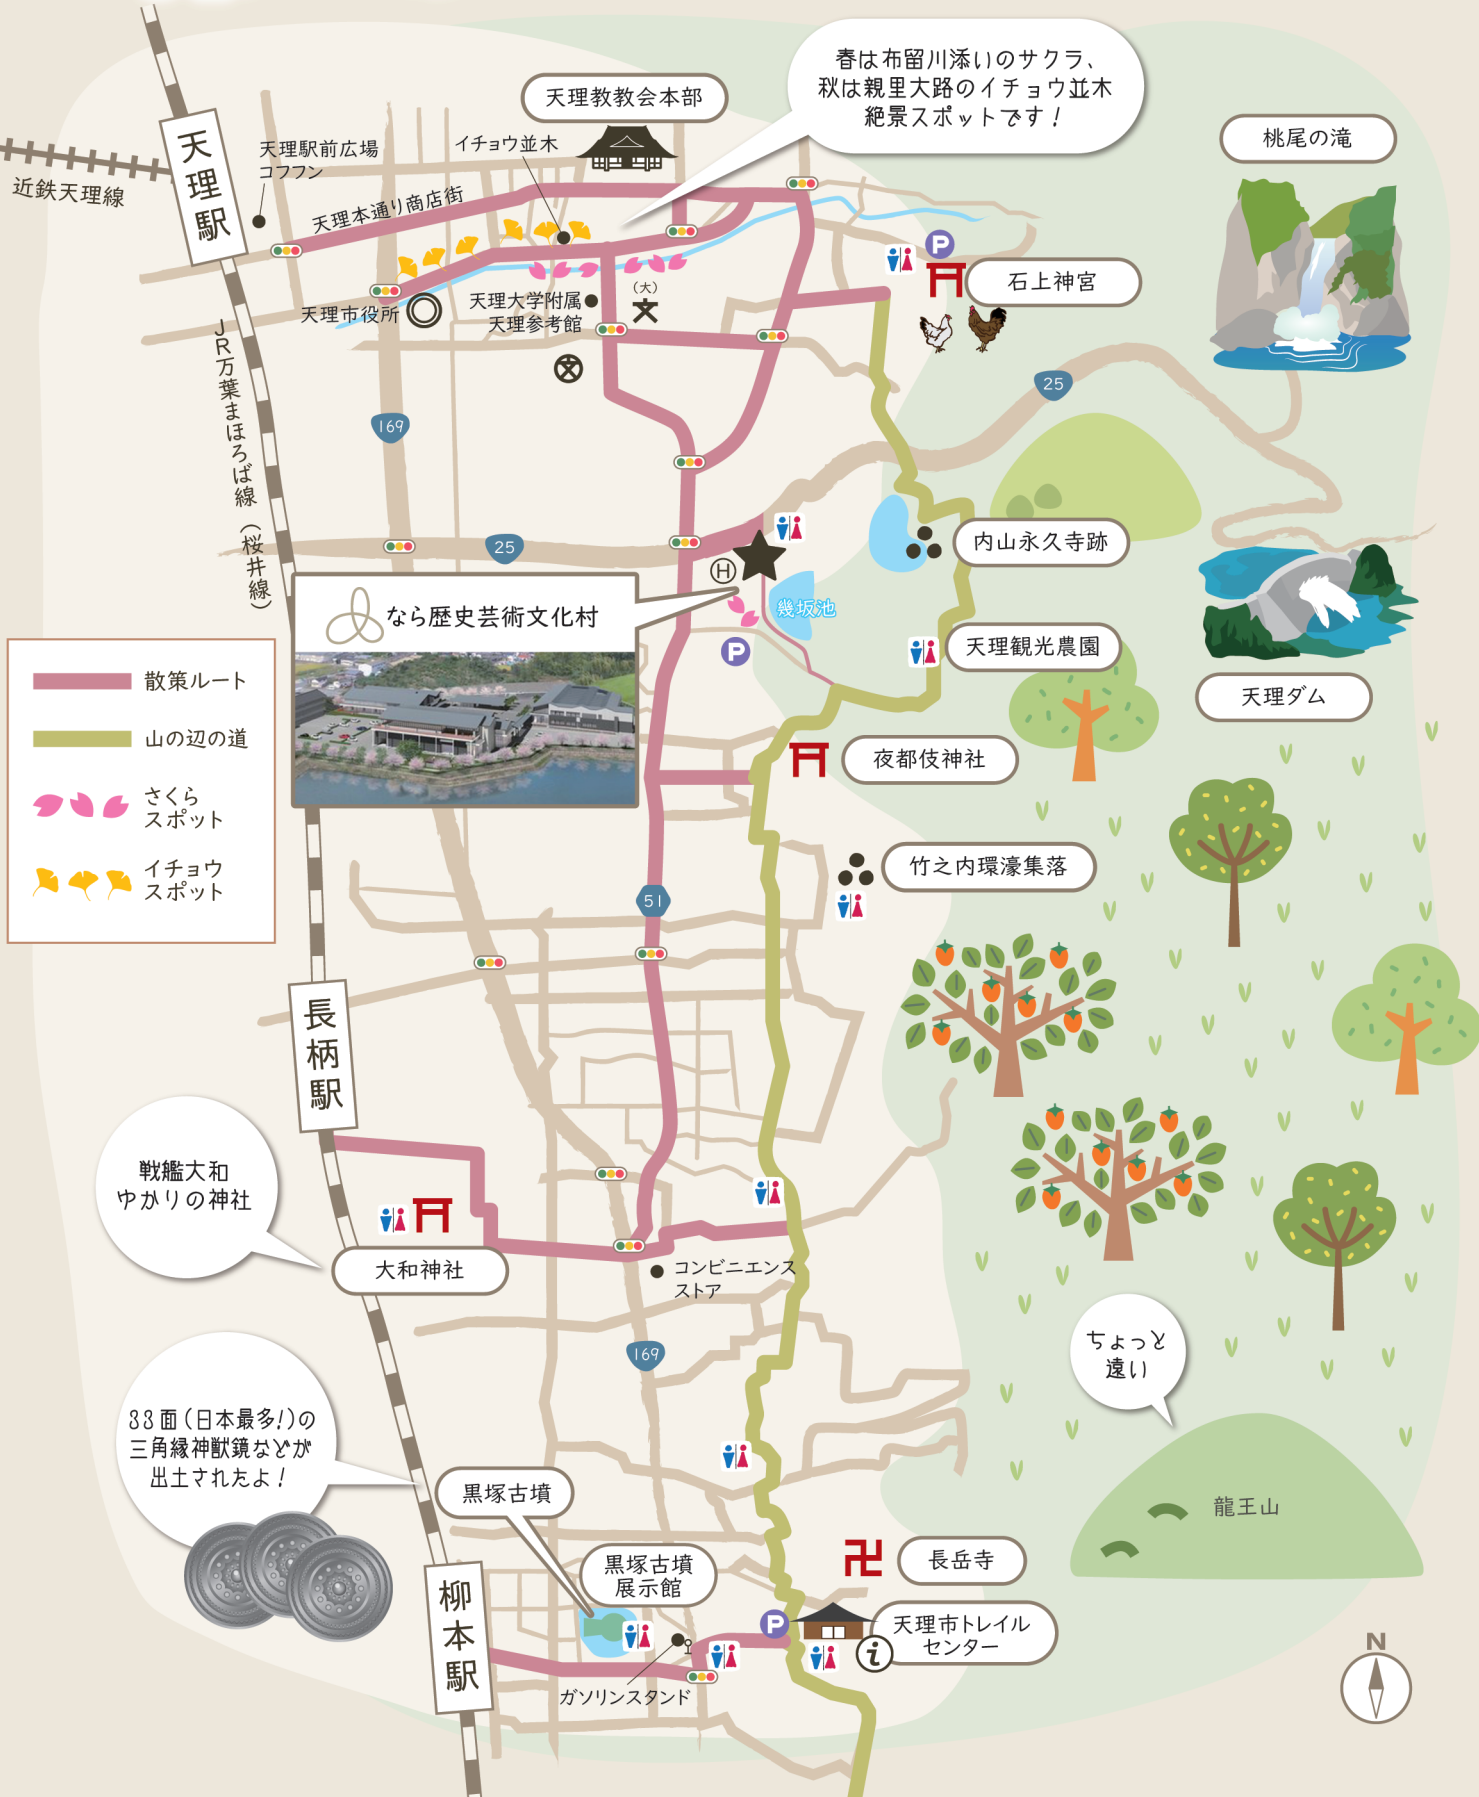 春は布留川添いのサクラ、
秋は親里大路のイチョウ並木
絶景スポットです！
天理教教会本部
桃尾の滝
天理駅
天理駅前広場
コフフン
イチョウ並木
近鉄天理線
天理本通り商店街
P
石上神宮
天理市役所
天理大学附属
天理参考館
(大)
JR万葉まほろば線（桜井線）
169
25
25
内山永久寺跡
H
なら歴史芸術文化村
幾坂池
P
天理観光農園
天理ダム
散策ルート
山の辺の道
さくら
スポット
イチョウ
スポット
夜都伎神社
竹之内環濠集落
51
長柄駅
戦艦大和
ゆかりの神社
大和神社
コンビニエンス
ストア
169
ちょっと
遠い
33面（日本最多!）の
三角縁神獣鏡などが
出土されたよ！
黒塚古墳
龍王山
黒塚古墳
展示館
長岳寺
柳本駅
P
天理市トレイル
センター
i
ガソリンスタンド
N